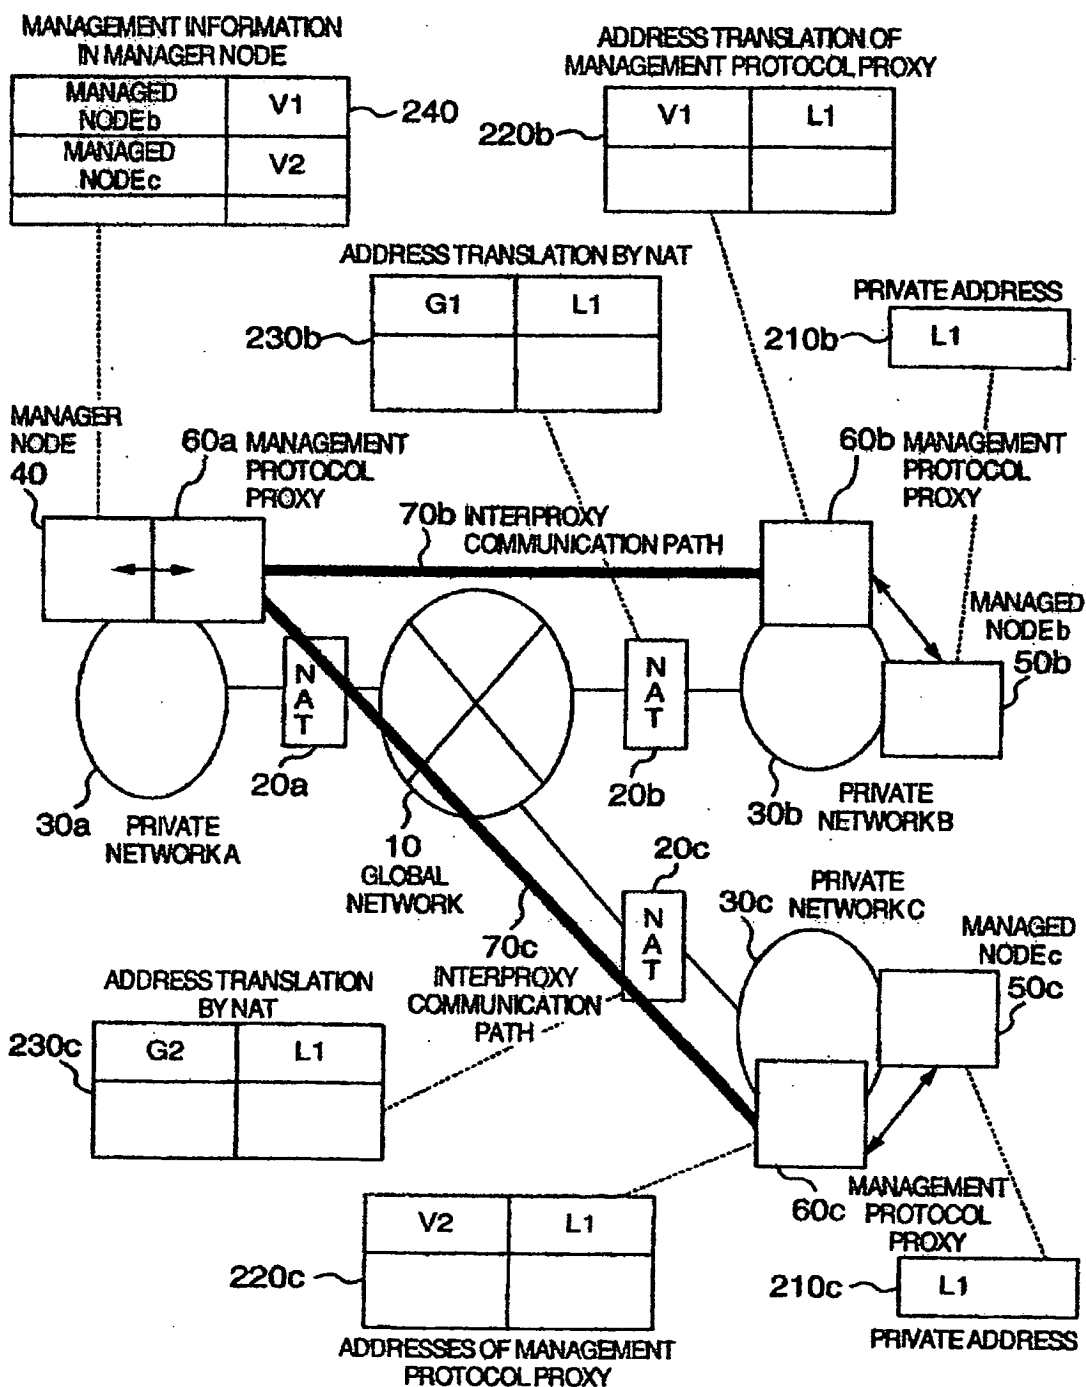 MANAGEMENT INFORMATION
IN MANAGER NODE
MANAGED
NODEb
V1
MANAGED
NODEc
V2
240
ADDRESS TRANSLATION OF
MANAGEMENT PROTOCOL PROXY
V1
L1
220b
ADDRESS TRANSLATION BY NAT
G1
L1
230b
PRIVATE ADDRESS
L1
210b
MANAGER
NODE
40
60a
MANAGEMENT
PROTOCOL
PROXY
60b
MANAGEMENT
PROTOCOL
PROXY
70b
INTERPROXY
COMMUNICATION PATH
MANAGED
NODEb
50b
NAT
20a
NAT
20b
30a
PRIVATE
NETWORK A
10
GLOBAL
NETWORK
30b
PRIVATE
NETWORK B
20c
NAT
30c
PRIVATE
NETWORK C
MANAGED
NODEc
50c
70c
INTERPROXY
COMMUNICATION
PATH
ADDRESS TRANSLATION
BY NAT
G2
L1
230c
60c
MANAGEMENT
PROTOCOL
PROXY
V2
L1
220c
ADDRESSES OF MANAGEMENT
PROTOCOL PROXY
L1
210c
PRIVATE ADDRESS